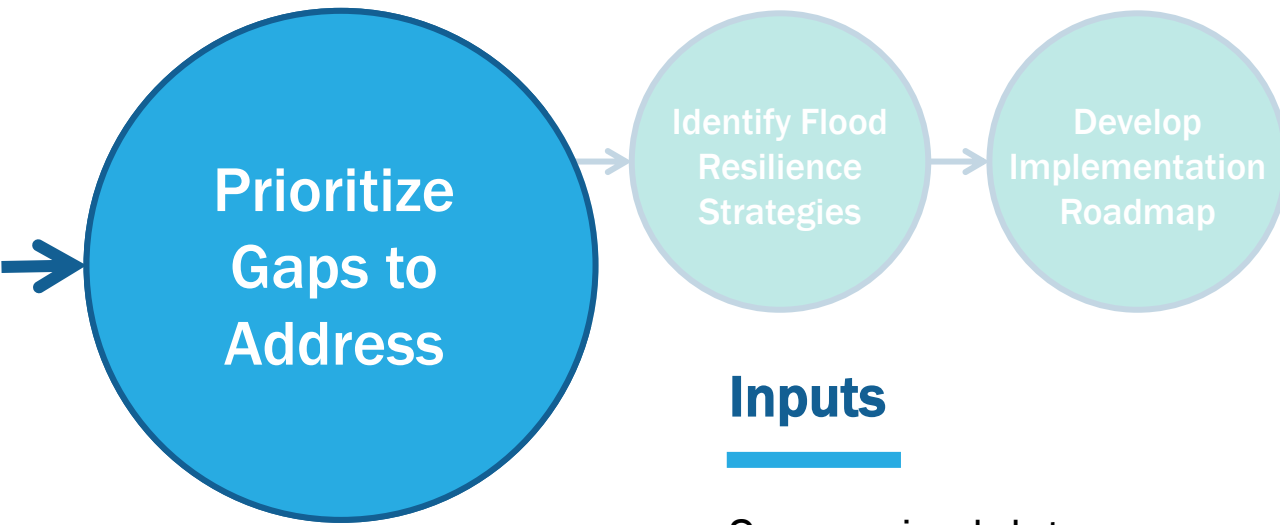 Prioritize
Gaps to
Address
Identify Flood
Resilience
Strategies
Develop
Implementation
Roadmap
Inputs